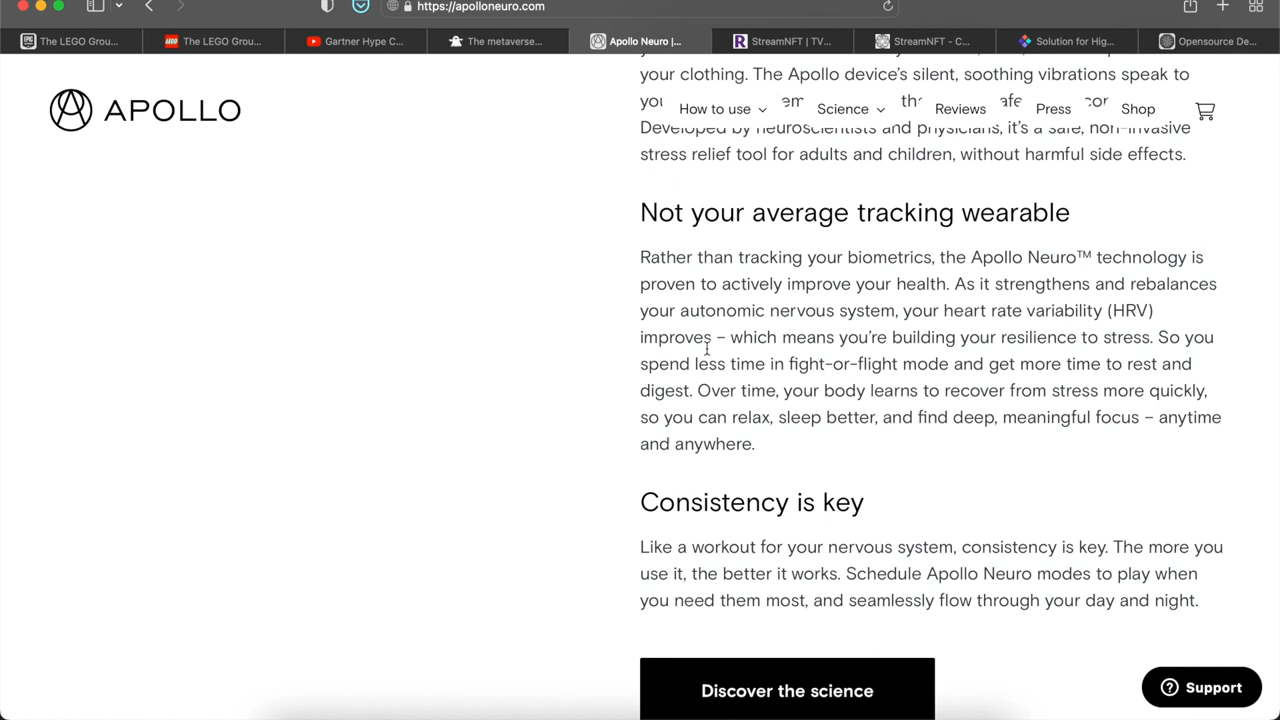 https://apolloneuro.com
The LEGO Grou...
The LEGO Grou...
Gartner Hype C...
The metaverse...
Apollo Neuro |...
StreamNFT | TV...
StreamNFT - C...
Solution for Hig...
Opensource De...
APOLLO
How to use
Science
Reviews
Press
Shop
your clothing. The Apollo device's silent, soothing vibrations speak to
Developed by neuroscientists and physicians, it's a safe, non-invasive
stress relief tool for adults and children, without harmful side effects.
Not your average tracking wearable
Rather than tracking your biometrics, the Apollo Neuro™ technology is
proven to actively improve your health. As it strengthens and rebalances
your autonomic nervous system, your heart rate variability (HRV)
improves – which means you're building your resilience to stress. So you
spend less time in fight-or-flight mode and get more time to rest and
digest. Over time, your body learns to recover from stress more quickly,
so you can relax, sleep better, and find deep, meaningful focus – anytime
and anywhere.
Consistency is key
Like a workout for your nervous system, consistency is key. The more you
use it, the better it works. Schedule Apollo Neuro modes to play when
you need them most, and seamlessly flow through your day and night.
Discover the science
Support